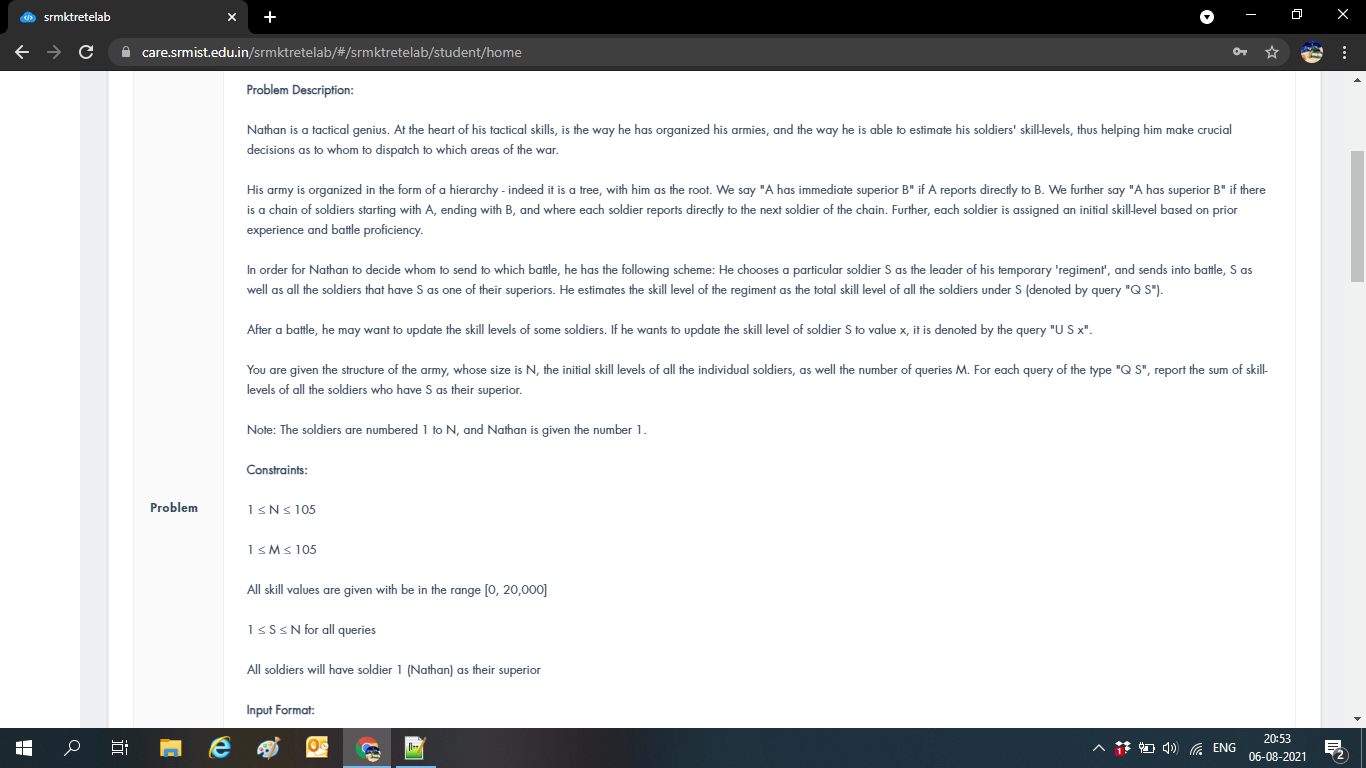 srmktretelab
care.srmist.edu.in/srmktretelab/#/srmktretelab/student/home
Problem Description:
Nathan is a tactical genius. At the heart of his tactical skills, is the way he has organized his armies, and the way he is able to estimate his soldiers' skill-levels, thus helping him make crucial
decisions as to whom to dispatch to which areas of the war.
His army is organized in the form of a hierarchy - indeed it is a tree, with him as the root. We say "A has immediate superior B" if A reports directly to B. We further say "A has superior B" if there
is a chain of soldiers starting with A, ending with B, and where each soldier reports directly to the next soldier of the chain. Further, each soldier is assigned an initial skill-level based on prior
experience and battle proficiency.
In order for Nathan to decide whom to send to which battle, he has the following scheme: He chooses a particular soldier S as the leader of his temporary 'regiment', and sends into battle, S as
well as all the soldiers that have S as one of their superiors. He estimates the skill level of the regiment as the total skill level of all the soldiers under S (denoted by query "Q S").
After a battle, he may want to update the skill levels of some soldiers. If he wants to update the skill level of soldier S to value x, it is denoted by the query "U S x".
You are given the structure of the army, whose size is N, the initial skill levels of all the individual soldiers, as well the number of queries M. For each query of the type "Q S", report the sum of skill-
levels of all the soldiers who have S as their superior.
Note: The soldiers are numbered 1 to N, and Nathan is given the number 1.
Constraints:
Problem
1 ≤ N ≤ 105
1 ≤ M ≤ 105
All skill values are given with be in the range [0, 20,000]
1 ≤ S ≤ N for all queries
All soldiers will have soldier 1 (Nathan) as their superior
Input Format:
ENG
20:53
06-08-2021
2